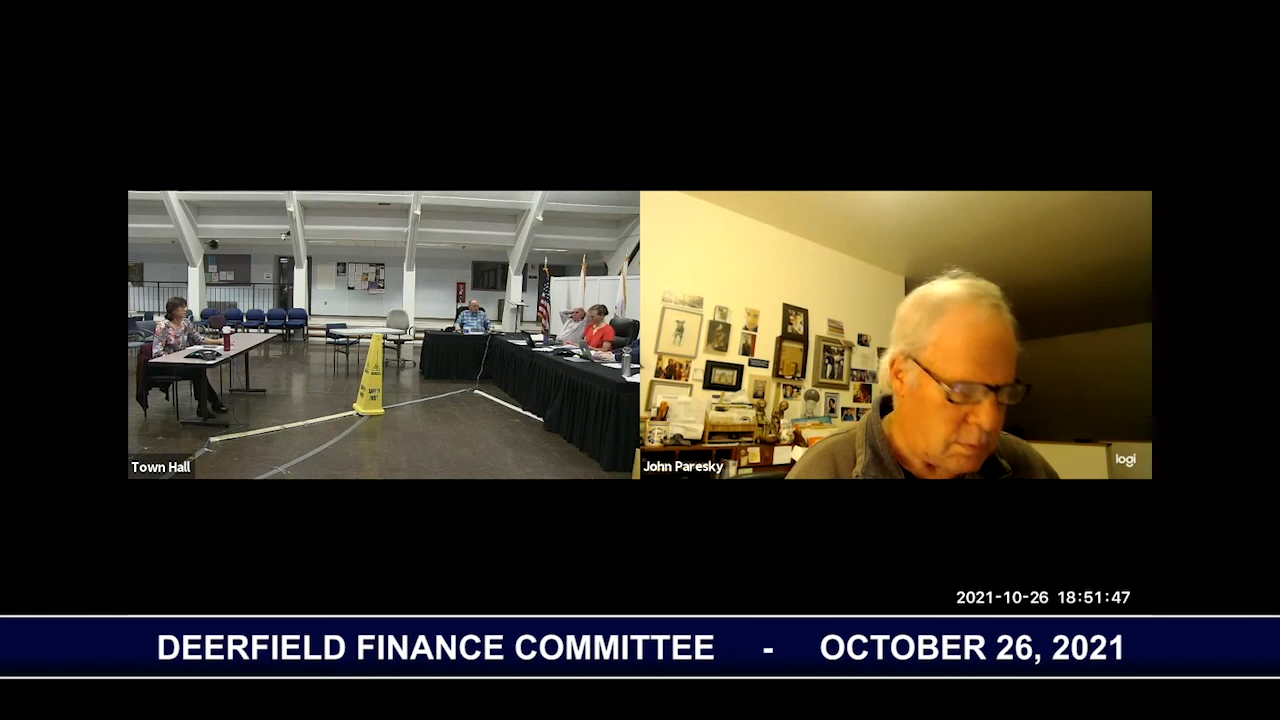 Town Hall
John Paresky
logi
2021-10-26 18:51:47
DEERFIELD FINANCE COMMITTEE - OCTOBER 26, 2021